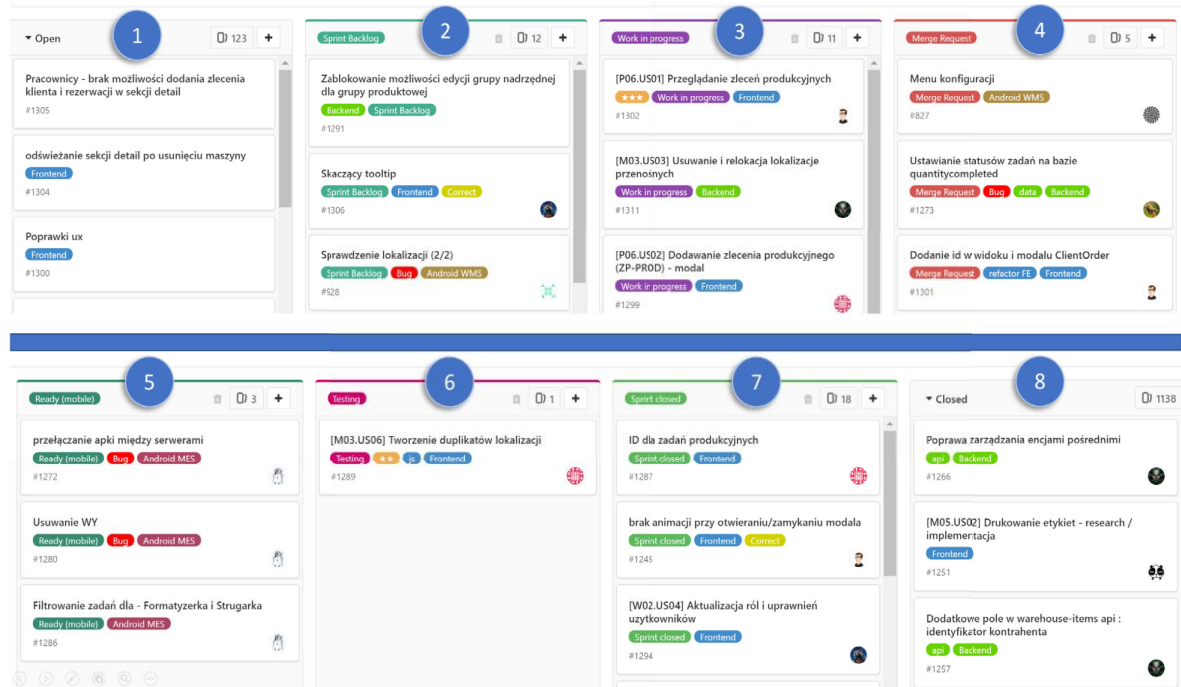 1
Open
123
Pracownicy - brak możliwości dodania zlecenia
klienta i rezerwacji w sekcji detail
#1305
odświeżanie sekcji detail po usunięciu maszyny
Frontend
#1304
Poprawki ux
Frontend
#1300
2
Sprint Backlog
12
Zablokowanie możliwości edycji grupy nadrzędnej
dla grupy produktowej
Backend Sprint Backlog
#1291
Skaczący tooltip
Sprint Backlog Frontend Correct
#1306
Sprawdzenie lokalizacji (2/2)
Sprint Backlog Bug Android WMS
#928
3
Work in progress
11
[P06.US01] Przeglądanie zleceń produkcyjnych
★★★ Work in progress Frontend
#1302
[M03.US03] Usuwanie i relokacja lokalizacje
przenośnych
Work in progress Backend
#1311
[P06.US02] Dodawanie zlecenia produkcyjnego
(ZP-PROD) - modal
Work in progress Frontend
#1299
4
Merge Request
5
Menu konfiguracji
Merge Request Android WMS
#827
Ustawianie statusów zadań na bazie
quantitycompleted
Merge Request Bug data Backend
#1273
Dodanie id w widoku i modalu ClientOrder
Merge Request refactor FE Frontend
#1301
5
Ready (mobile)
3
przełączanie apki między serwerami
Ready (mobile) Bug Android MES
#1272
Usuwanie WY
Ready (mobile) Bug Android MES
#1280
Filtrowanie zadań dla - Formatyzerka i Strugarka
Ready (mobile) Android MES
#1286
6
Testing
1
[M03.US06] Tworzenie duplikatów lokalizacji
Testing ★★ js Frontend
#1289
7
Sprint closed
18
ID dla zadań produkcyjnych
Sprint closed Frontend
#1287
brak animacji przy otwieraniu/zamykaniu modala
Sprint closed Frontend Correct
#1245
[W02.US04] Aktualizacja ról i uprawnień
uzytkowników
Sprint closed Frontend
#1294
8
Closed
1138
Poprawa zarządzania encjami pośrednimi
api Backend
#1266
[M05.US02] Drukowanie etykiet - research /
implementacja
Frontend
#1251
Dodatkowe pole w warehouse-items api :
identyfikator kontrahenta
api Backend
#1257